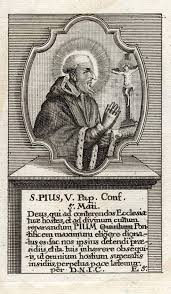 S. PIUS, V. Pap. Conf.
5. Maii.
Deus, qui ad conterendos Ecclesiæ
tuæ hostes, et ad divinum cultum
reparandum PIUM Quintum Pon=
tificem maximum eligere digna=
tus es: fac nos ipsius defendi præ=
sidiis, et ita tuis inhærere obsequi=
is, ut omnium hostium superatis
insidiis, perpetua pace lætemur.
per D.N.I.C. F. 5.